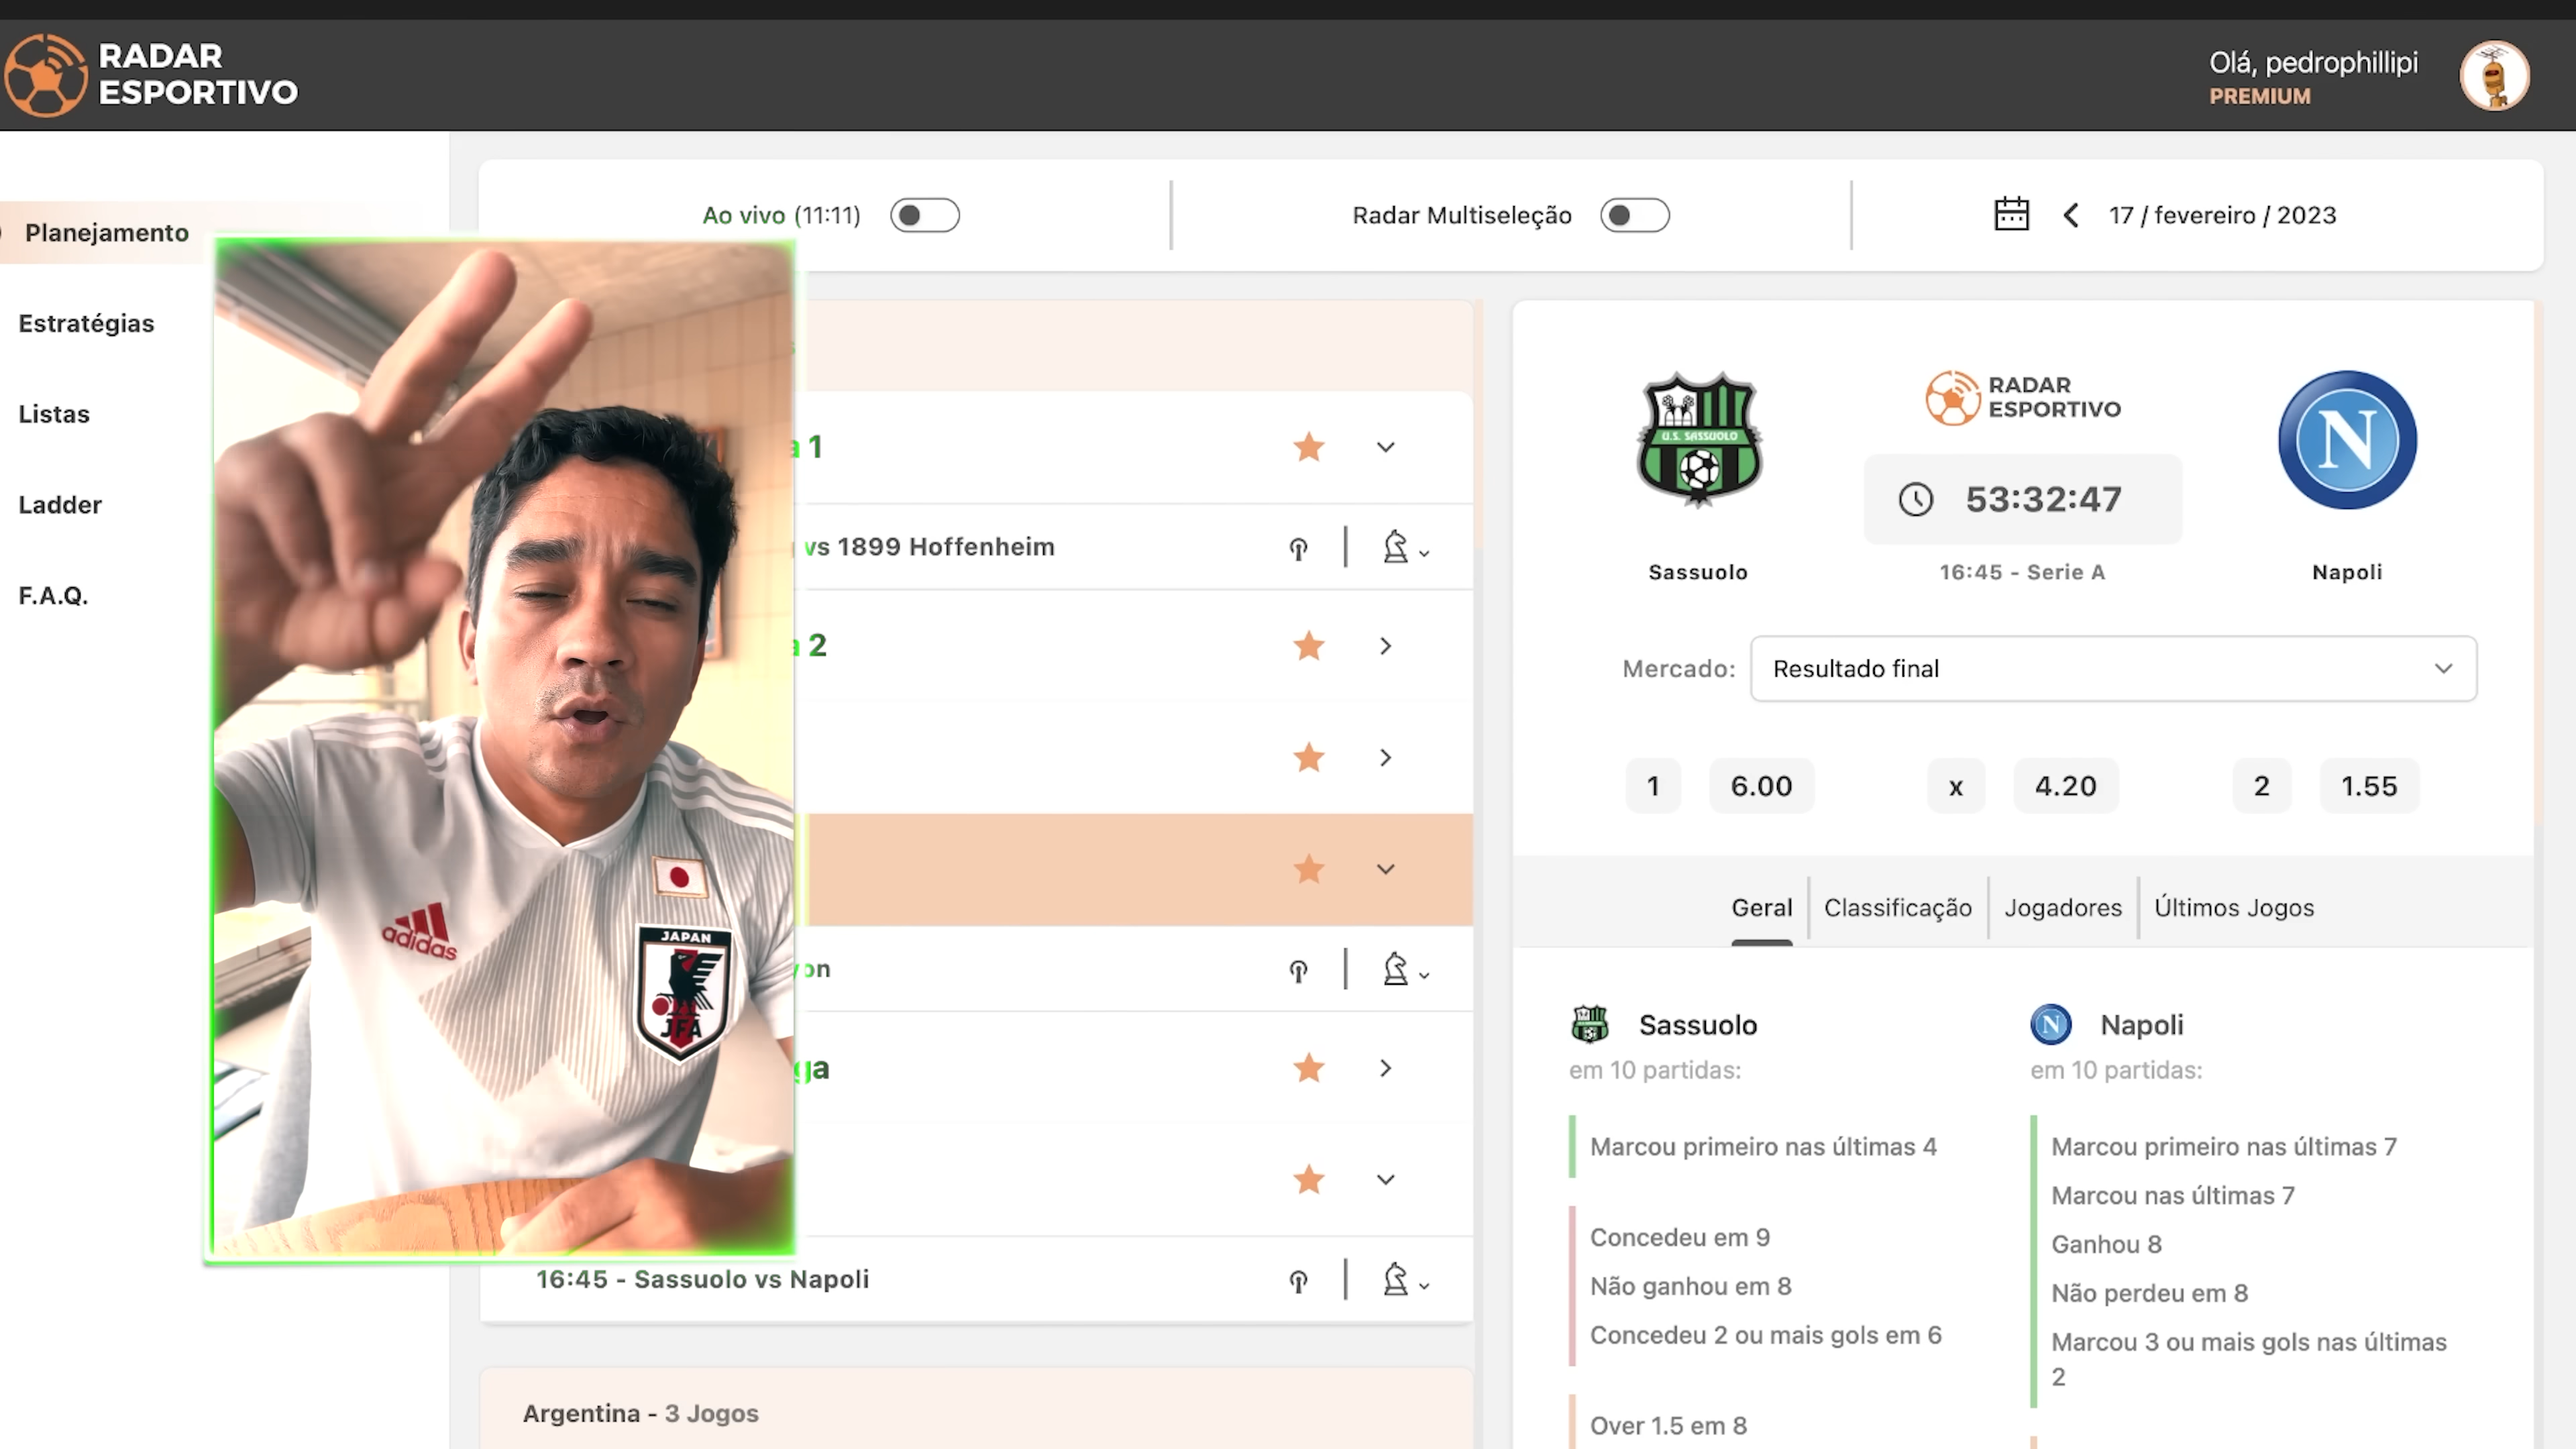 RADAR
ESPORTIVO
Olá, pedrophillipi
PREMIUM
Planejamento
Estratégias
Listas
Ladder
F.A.Q.
Ao vivo (11:11)
Radar Multiseleção
17 / fevereiro / 2023
1
vs 1899 Hoffenheim
2
16:45 - Sassuolo vs Napoli
Argentina - 3 Jogos
adidas
JAPAN
JFA
U.S. SASSUOLO
RADAR
ESPORTIVO
N
53:32:47
Sassuolo
16:45 - Serie A
Napoli
Mercado: Resultado final
1 6.00 x 4.20 2 1.55
Geral Classificação Jogadores Últimos Jogos
Sassuolo
em 10 partidas:
Marcou primeiro nas últimas 4
Concedeu em 9
Não ganhou em 8
Concedeu 2 ou mais gols em 6
Over 1.5 em 8
N
Napoli
em 10 partidas:
Marcou primeiro nas últimas 7
Marcou nas últimas 7
Ganhou 8
Não perdeu em 8
Marcou 3 ou mais gols nas últimas
2